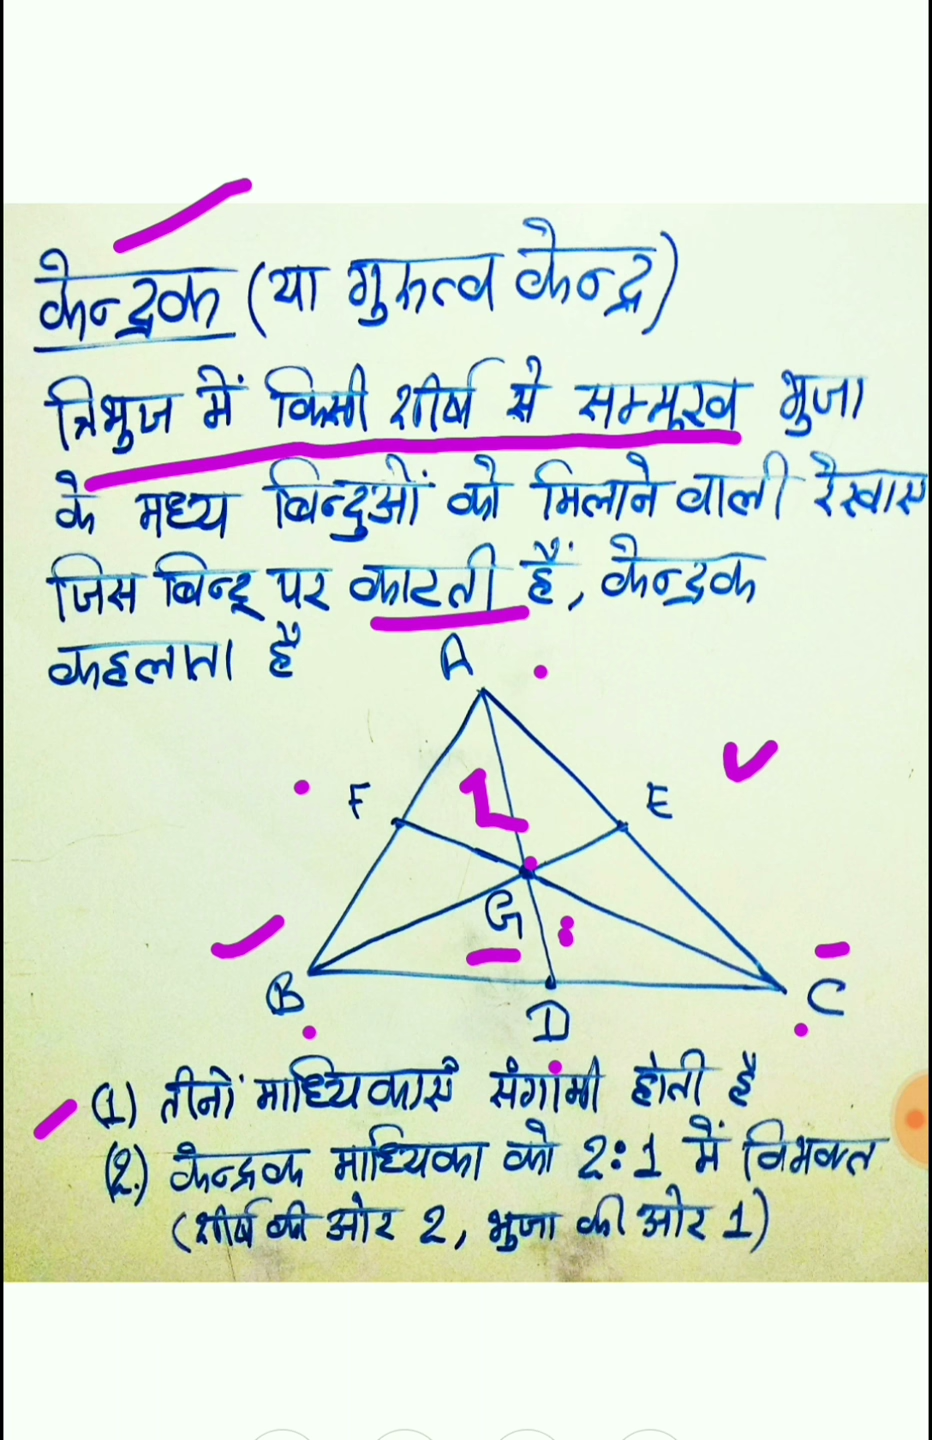 केन्द्रक (या गुरुत्व केन्द्र)
त्रिभुज में किसी शीर्ष से सम्मुख भुजा
के मध्य बिन्दुओं को मिलाने वाली रेखाएं
जिस बिन्दू पर काटती हैं, केन्द्रक
कहलाता है
A
F
E
G
B
D
C
(1) तीनों माध्यिकाएं संगामी होती है
(2.) केन्द्रक माध्यिका को 2:1 में विभक्त
(शीर्ष की ओर 2, भुजा की ओर 1)